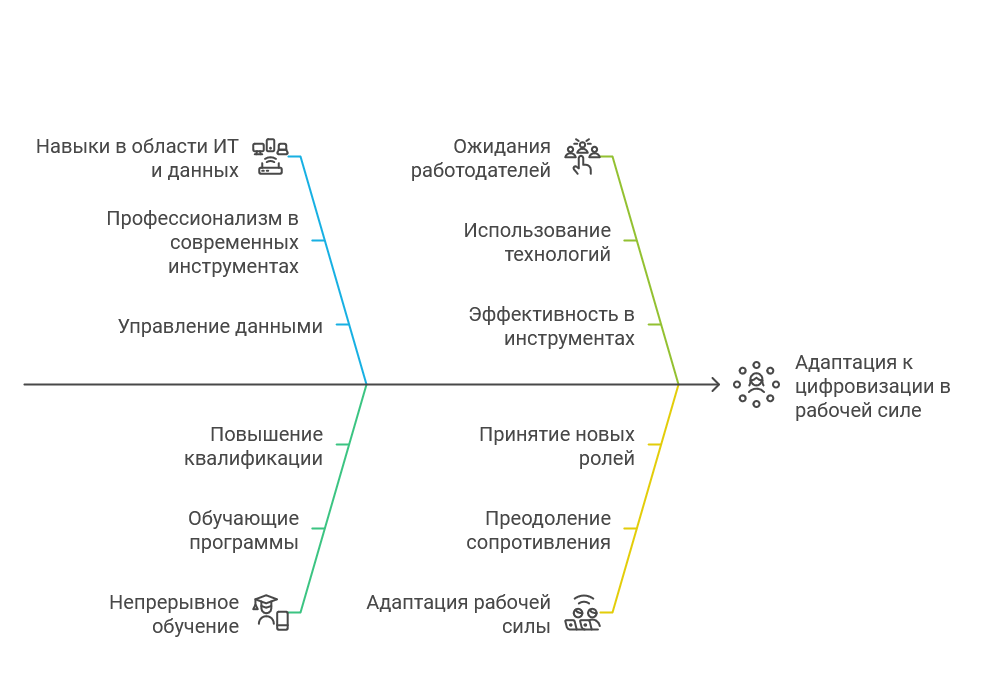 Навыки в области ИТ
и данных
Профессионализм в
современных
инструментах
Управление данными
Ожидания
работодателей
Использование
технологий
Эффективность в
инструментах
Адаптация к
цифровизации в
рабочей силе
Повышение
квалификации
Обучающие
программы
Непрерывное
обучение
Принятие новых
ролей
Преодоление
сопротивления
Адаптация рабочей
силы